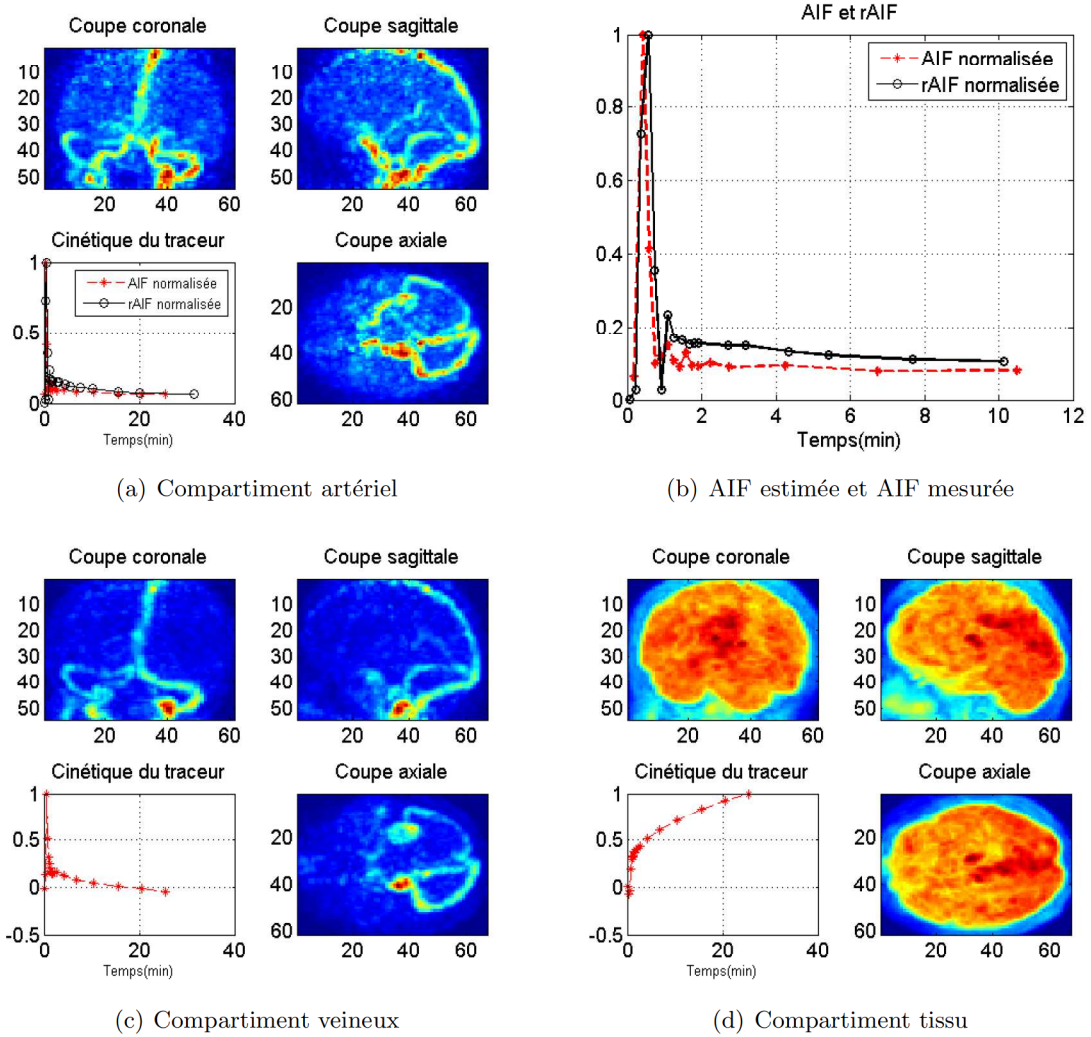 Coupe coronale
10
20
30
40
50
20 40 60
Coupe sagittale
10
20
30
40
50
20 40 60
Cinétique du traceur
1
0.5
0
AIF normalisée
rAIF normalisée
0 20 40
Temps(min)
Coupe axiale
20
40
60
20 40 60
(a) Compartiment artériel
AIF et rAIF
1
0.8
0.6
0.4
0.2
0
AIF normalisée
rAIF normalisée
0 2 4 6 8 10 12
Temps(min)
(b) AIF estimée et AIF mesurée
Coupe coronale
10
20
30
40
50
20 40 60
Coupe sagittale
10
20
30
40
50
20 40 60
Cinétique du traceur
1
0.5
0
-0.5
0 20 40
Temps(min)
Coupe axiale
20
40
60
20 40 60
(c) Compartiment veineux
Coupe coronale
10
20
30
40
50
20 40 60
Coupe sagittale
10
20
30
40
50
20 40 60
Cinétique du traceur
1
0.5
0
-0.5
0 20 40
Temps(min)
Coupe axiale
20
40
60
20 40 60
(d) Compartiment tissu